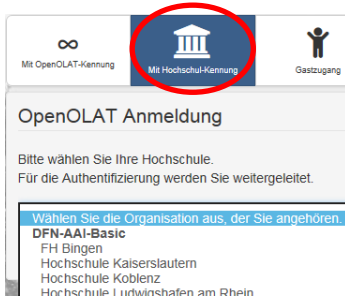 Mit OpenOLAT-Kennung
Mit Hochschul-Kennung
Gastzugang
OpenOLAT Anmeldung
Bitte wählen Sie Ihre Hochschule.
Für die Authentifizierung werden Sie weitergeleitet.
Wählen Sie die Organisation aus, der Sie angehören.
DFN-AAI-Basic
FH Bingen
Hochschule Kaiserslautern
Hochschule Koblenz
Hochschule Ludwigshafen am Rhein